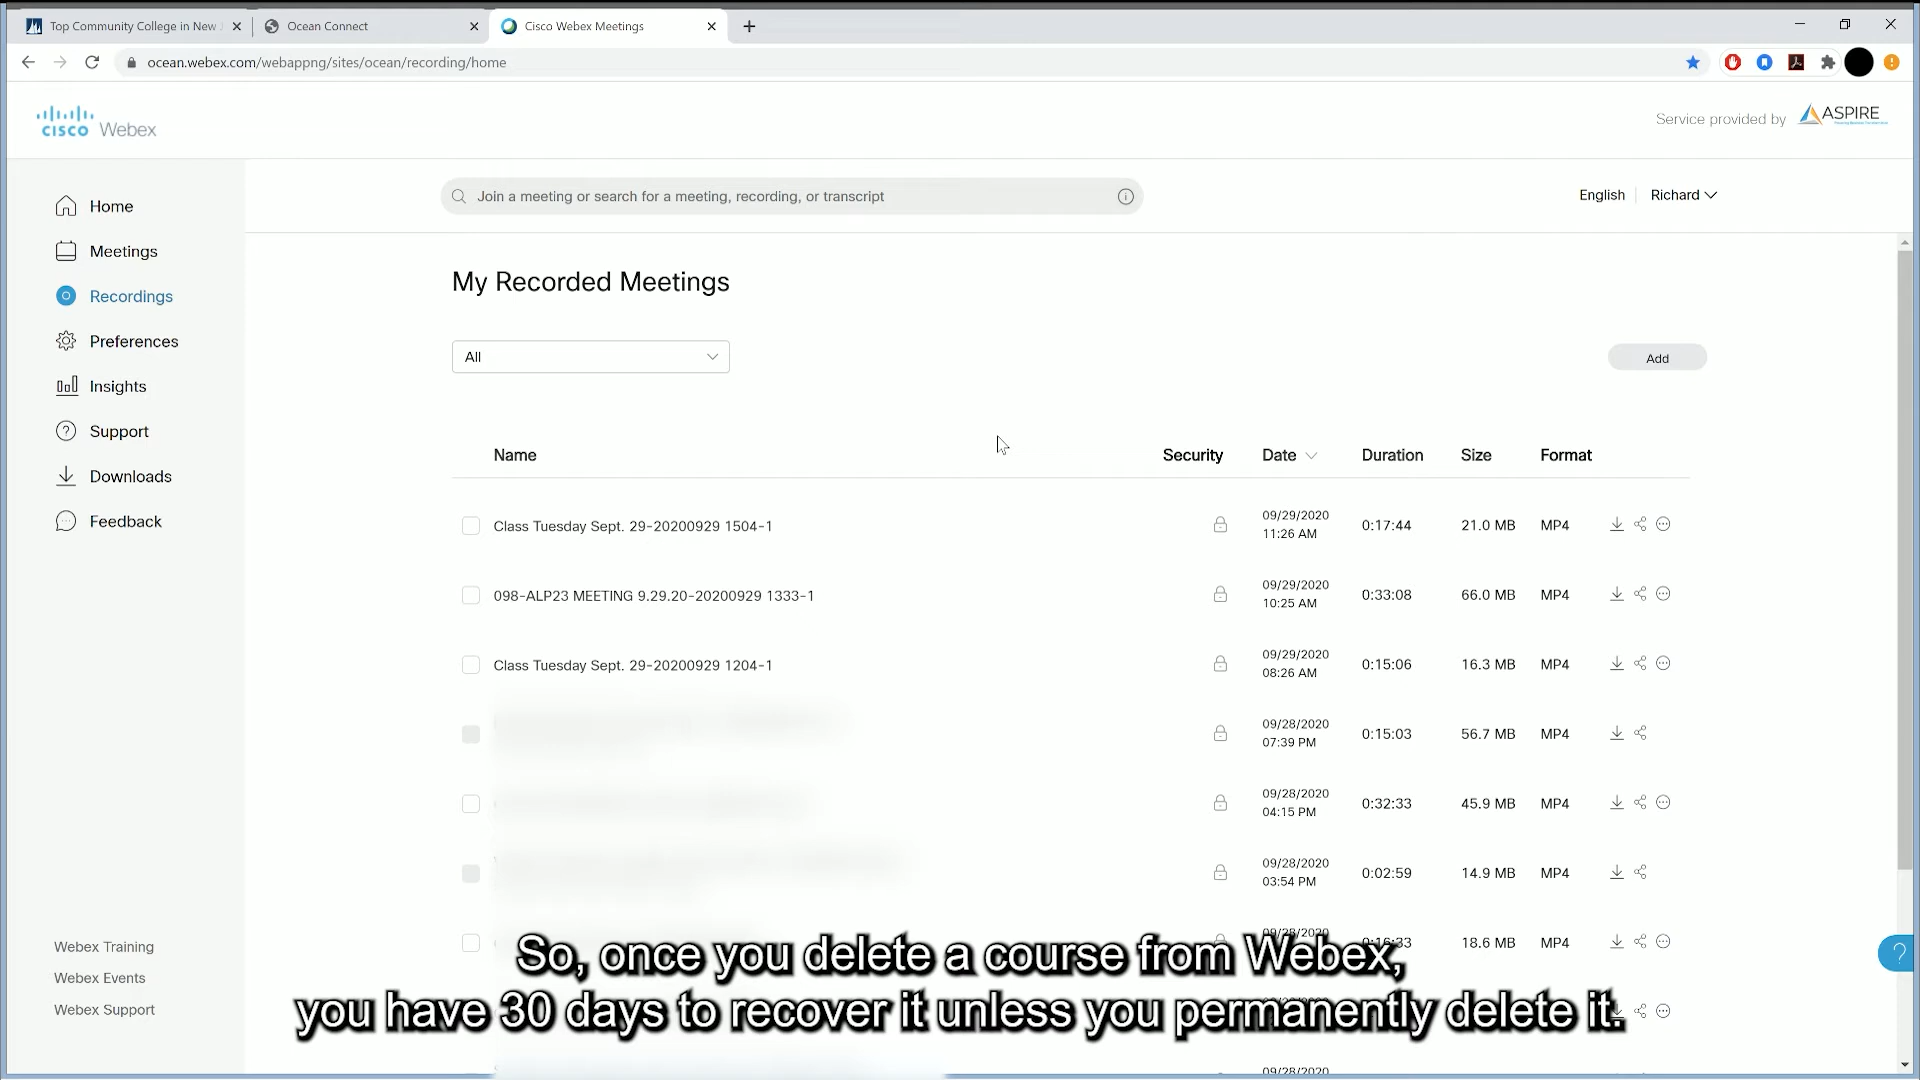 Top Community College in New
Ocean Connect
Cisco Webex Meetings
ocean.webex.com/webappng/sites/ocean/recording/home
CISCO Webex
Service provided by ASPIRE
Join a meeting or search for a meeting, recording, or transcript
English
Richard
Home
Meetings
Recordings
Preferences
Insights
Support
Downloads
Feedback
My Recorded Meetings
All
Add
Name Security Date Duration Size Format
Class Tuesday Sept. 29-20200929 1504-1 09/29/2020 0:17:44 21.0 MB MP4
11:26 AM
098-ALP23 MEETING 9.29.20-20200929 1333-1 09/29/2020 0:33:08 66.0 MB MP4
10:25 AM
Class Tuesday Sept. 29-20200929 1204-1 09/29/2020 0:15:06 16.3 MB MP4
08:26 AM
09/28/2020 0:15:03 56.7 MB MP4
07:39 PM
09/28/2020 0:32:33 45.9 MB MP4
04:15 PM
09/28/2020 0:02:59 14.9 MB MP4
03:54 PM
09/28/2020 0:16:33 18.6 MB MP4
09/28/2020
Webex Training
Webex Events
Webex Support
So, once you delete a course from Webex,
you have 30 days to recover it unless you permanently delete it.